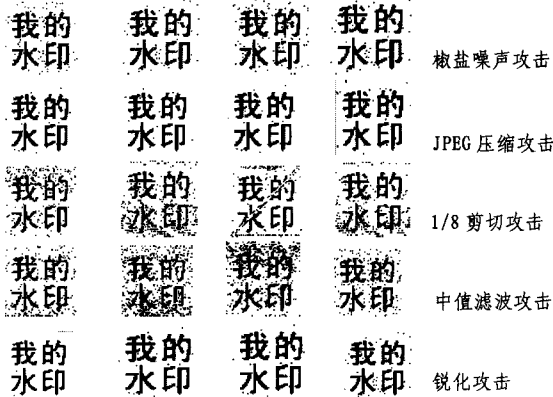 我的 我的 我的 我的
水印 水印 水印 水印 椒盐噪声攻击
我的 我的 我的 我的
水印 水印 水印 水印 JPEG 压缩攻击
我的 我的 我的 我的
水印 水印 水印 水印 1/8 剪切攻击
我的 我的 我的 我的
水印 水印 水印 水印 中值滤波攻击
我的 我的 我的 我的
水印 水印 水印 水印 锐化攻击